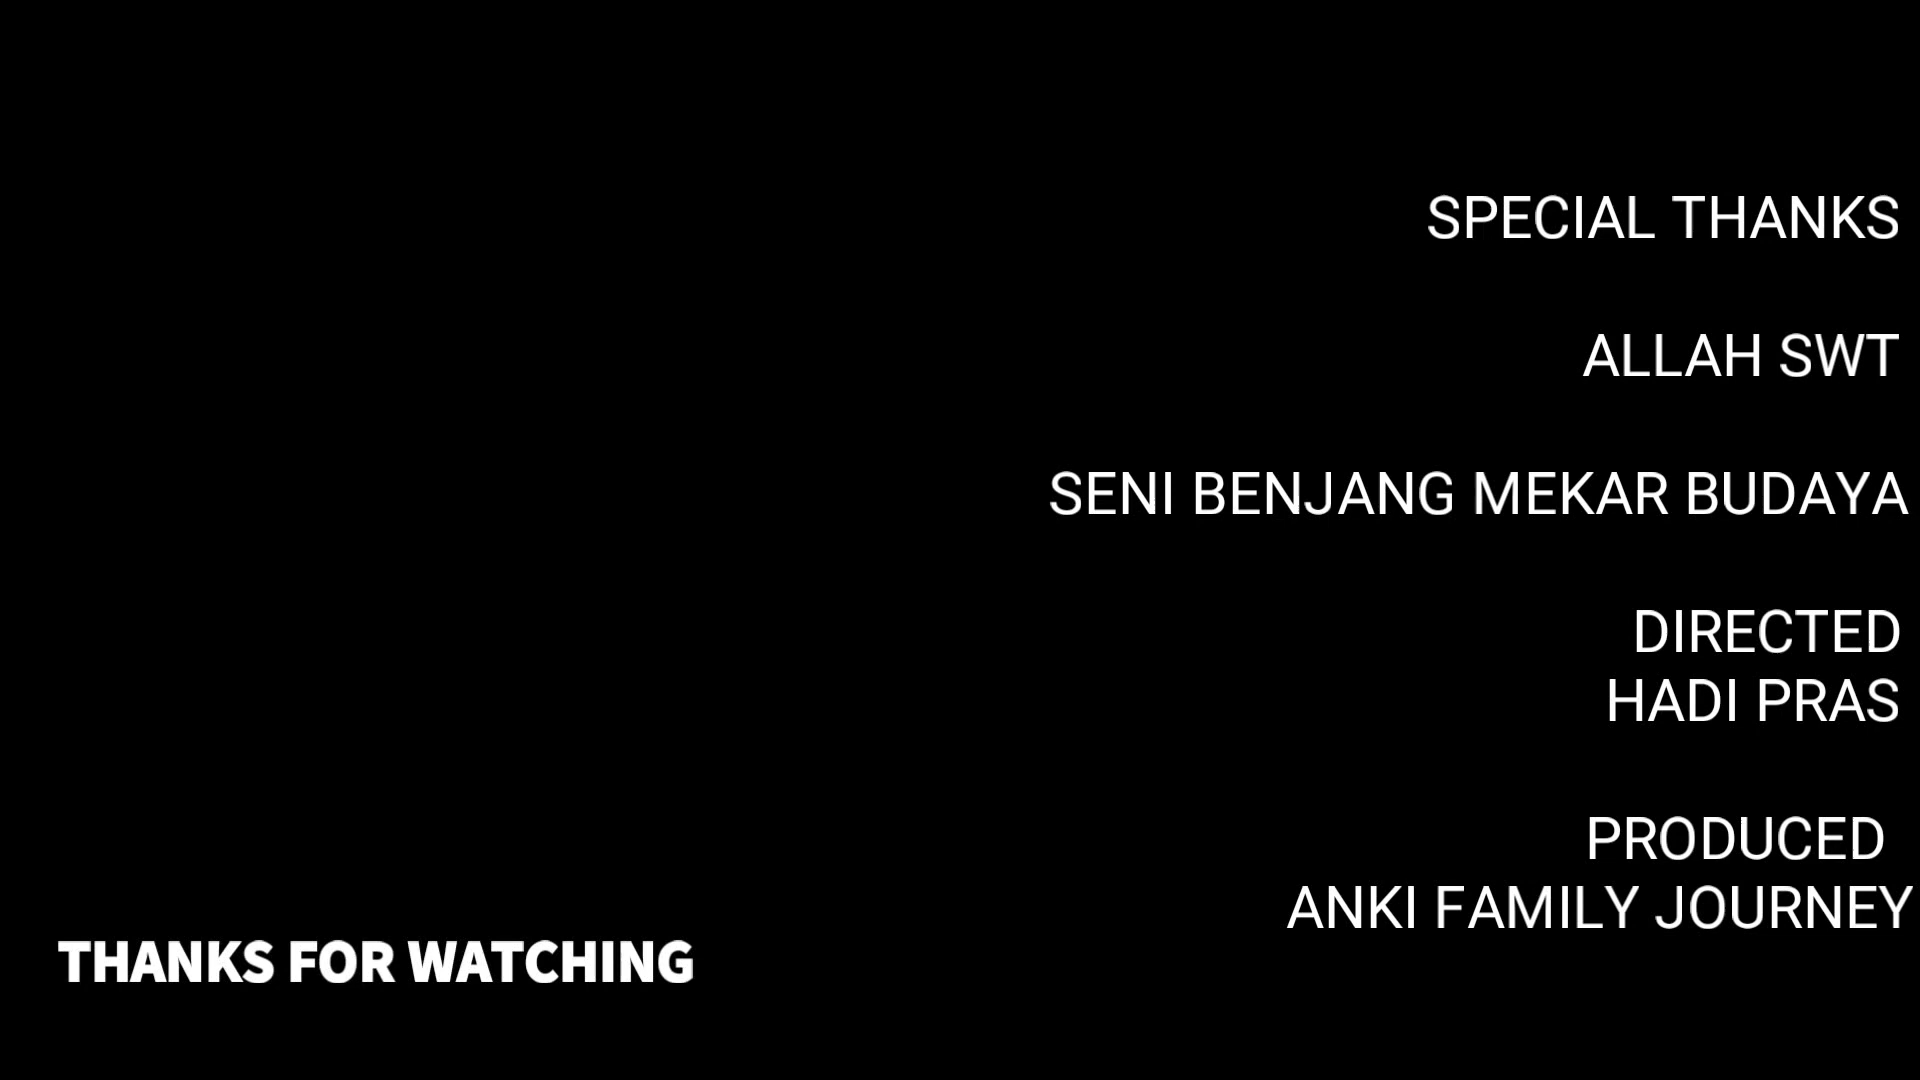 SPECIAL THANKS
ALLAH SWT
SENI BENJANG MEKAR BUDAYA
DIRECTED
HADI PRAS
PRODUCED
ANKI FAMILY JOURNEY
THANKS FOR WATCHING